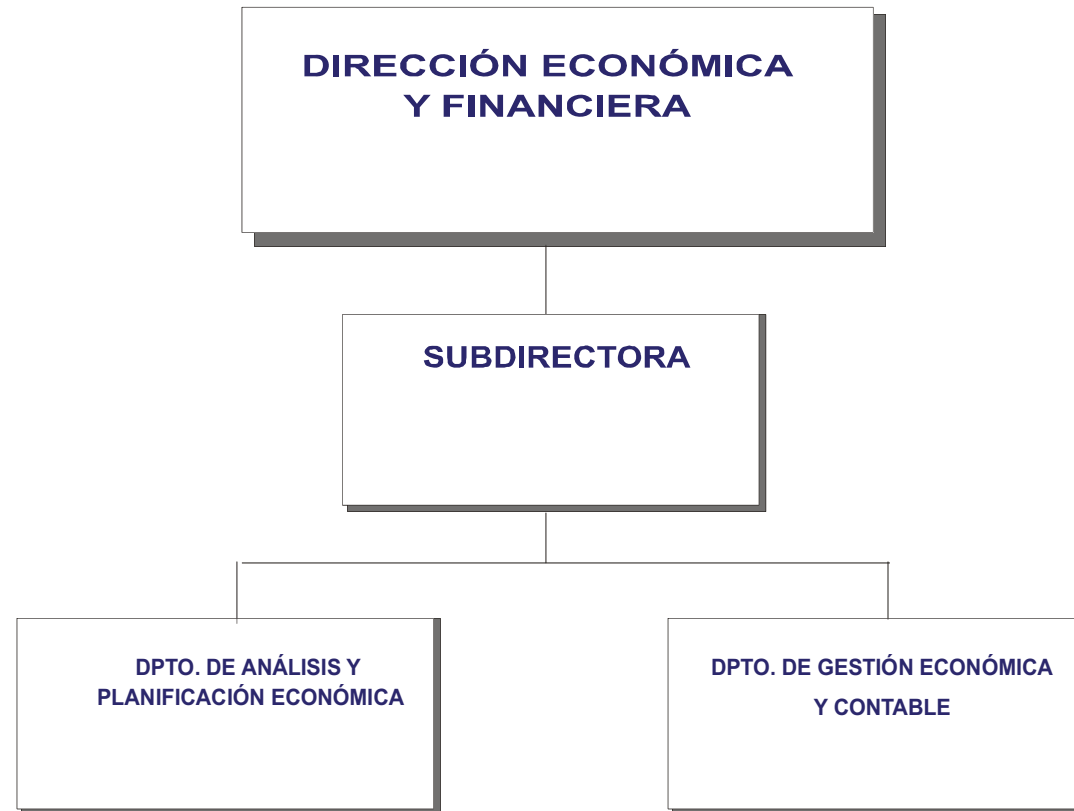 DIRECCIÓN ECONÓMICA
Y FINANCIERA
SUBDIRECTORA
DPTO. DE ANÁLISIS Y
PLANIFICACIÓN ECONÓMICA
DPTO. DE GESTIÓN ECONÓMICA
Y CONTABLE